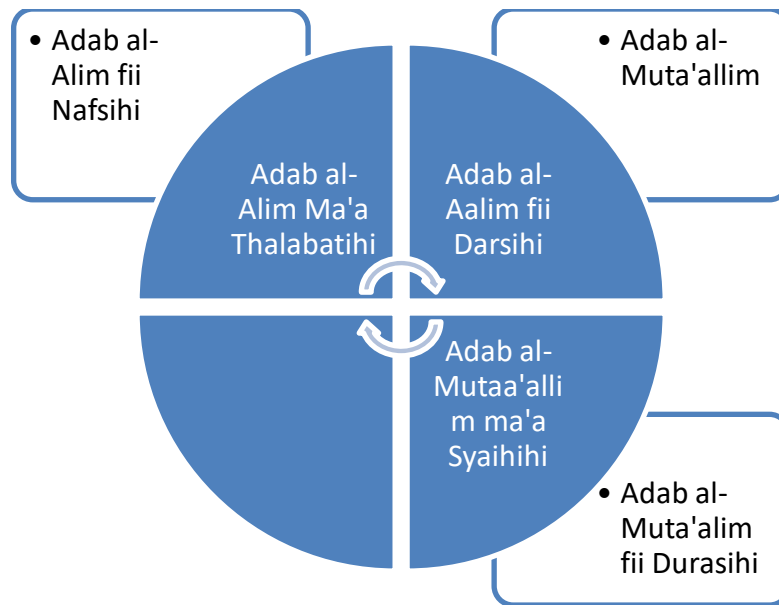 • Adab al-
Alim fii
Nafsihi
• Adab al-
Muta'allim
Adab al-
Alim Ma'a
Thalabatihi
Adab al-
Aalim fii
Darsihi
Adab al-
Mutaa'alli
m ma'a
Syaihihi
• Adab al-
Muta'alim
fii Durasihi